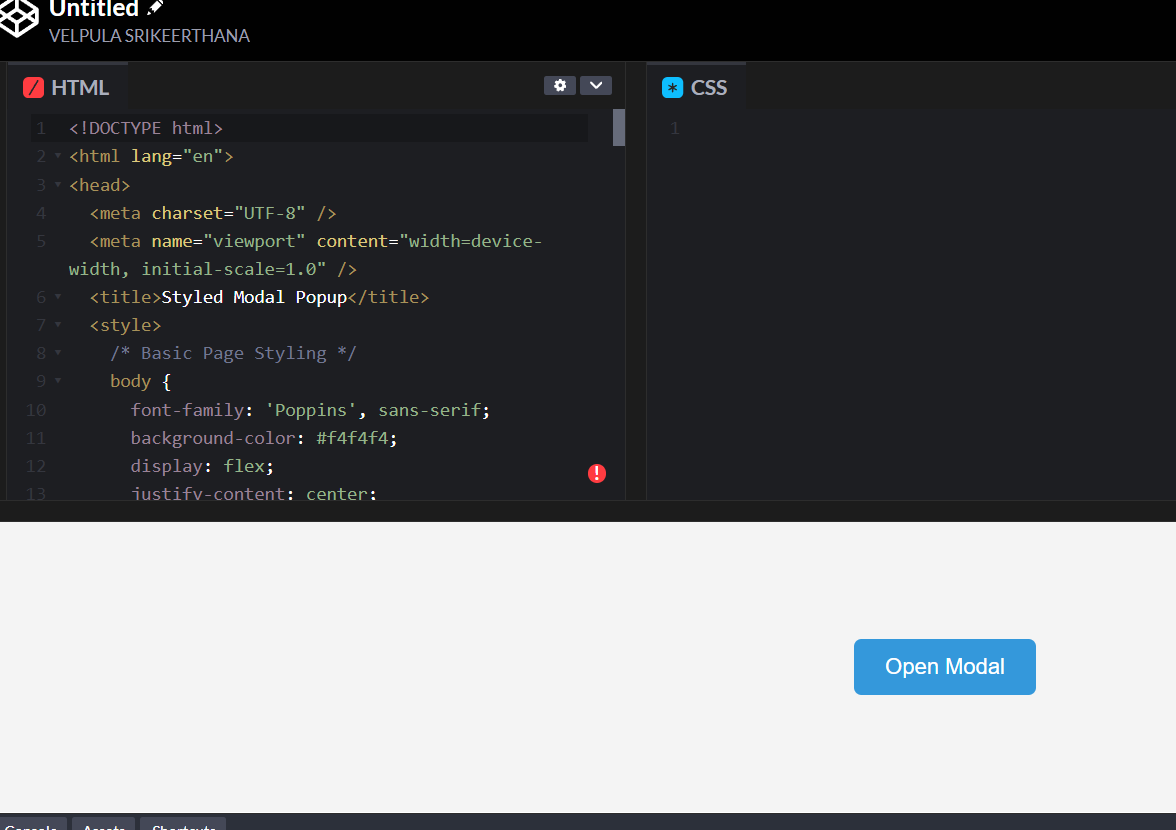 Untitled
VELPULA SRIKEERTHANA
HTML
1 <!DOCTYPE html>
2 <html lang="en">
3 <head>
4 <meta charset="UTF-8" />
5 <meta name="viewport" content="width=device-
width, initial-scale=1.0" />
6 <title>Styled Modal Popup</title>
7 <style>
8 /* Basic Page Styling */
9 body {
10 font-family: 'Poppins', sans-serif;
11 background-color: #f4f4f4;
12 display: flex;
13 justify-content: center;
CSS
1
Open Modal
Console Assets Shortcuts